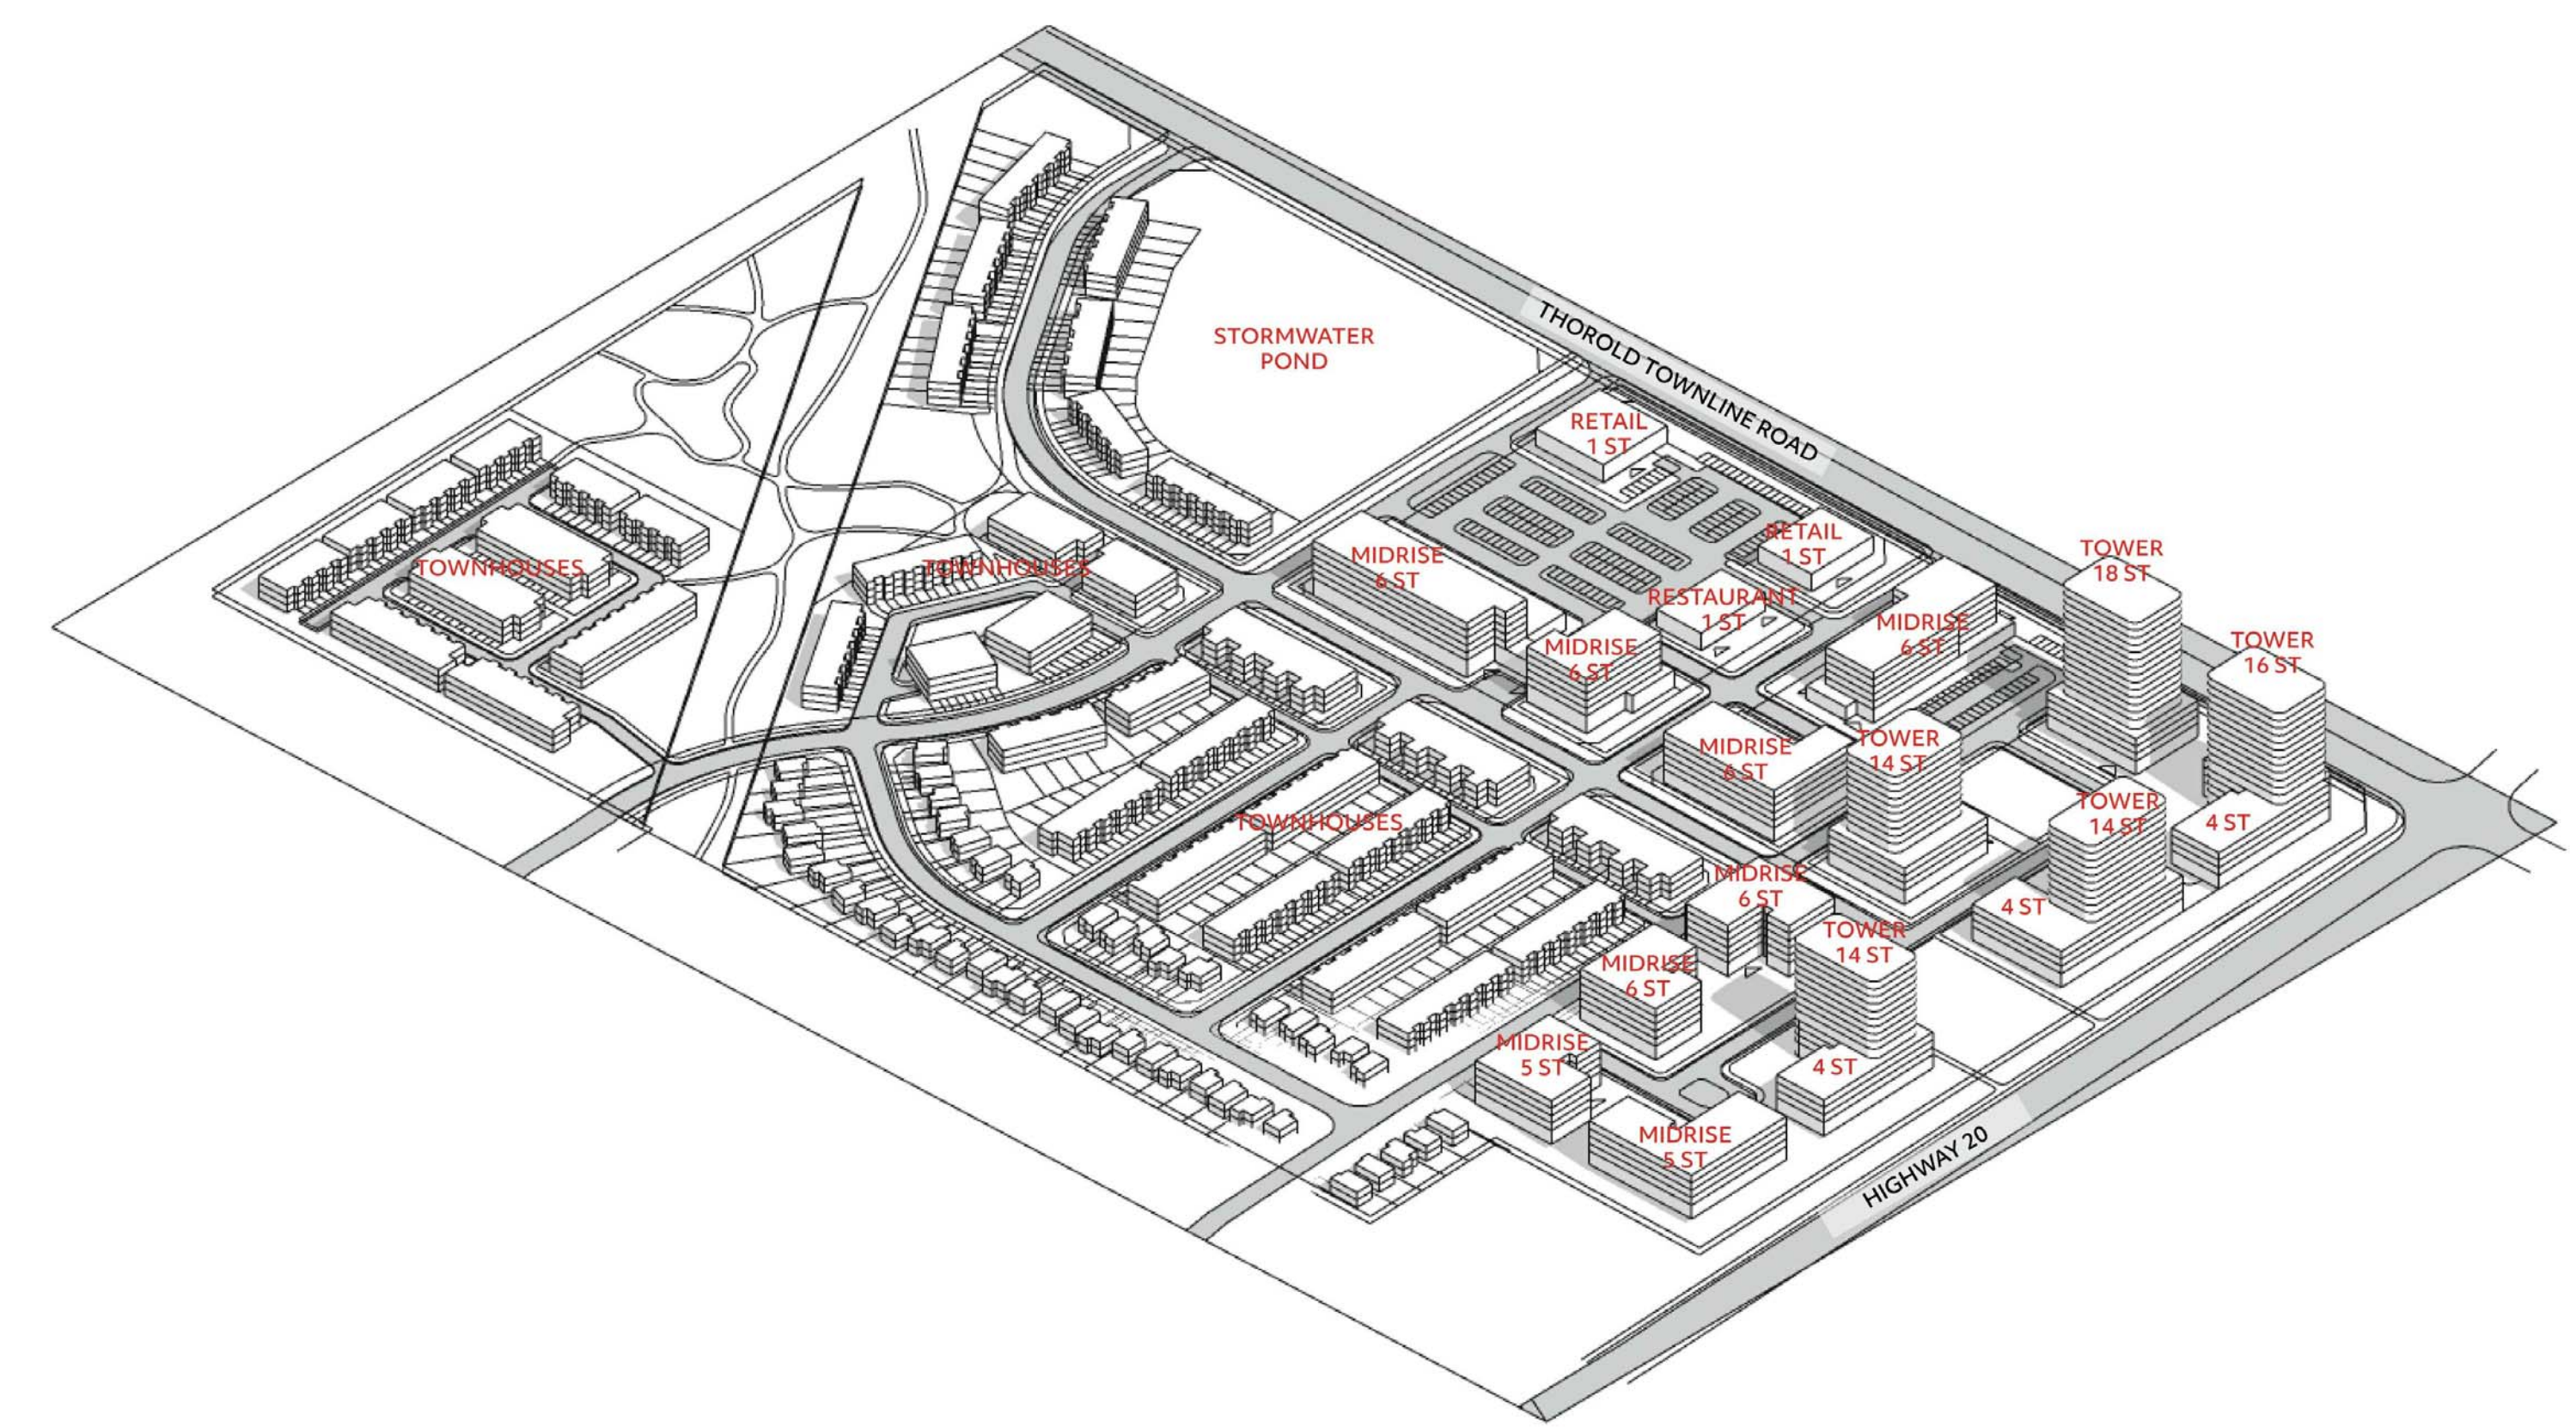 THOROLD TOWNLINE ROAD
STORMWATER
POND
RETAIL
1 ST
RETAIL
1 ST
RESTAURANT
1 ST
MIDRISE
6 ST
MIDRISE
6 ST
MIDRISE
6 ST
TOWER
18 ST
TOWER
16 ST
TOWNHOUSES
TOWNHOUSES
MIDRISE
6 ST
TOWER
14 ST
TOWER
14 ST
4 ST
TOWNHOUSES
MIDRISE
6 ST
4 ST
TOWER
14 ST
MIDRISE
6 ST
MIDRISE
5 ST
4 ST
MIDRISE
5 ST
HIGHWAY 20